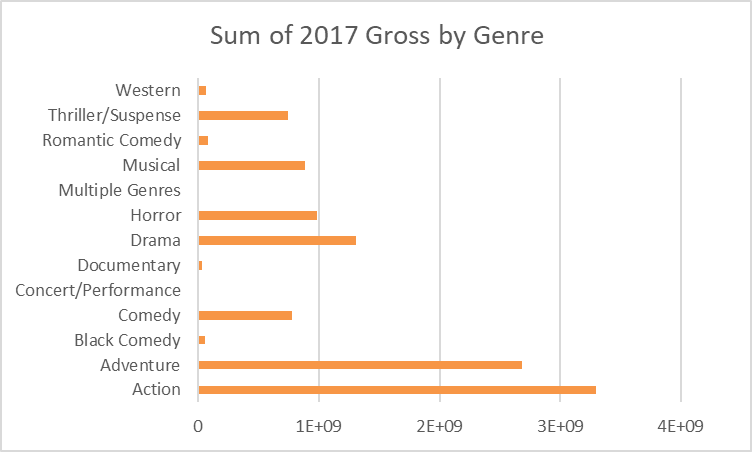 Sum of 2017 Gross by Genre
Western
Thriller/Suspense
Romantic Comedy
Musical
Multiple Genres
Horror
Drama
Documentary
Concert/Performance
Comedy
Black Comedy
Adventure
Action
0 1E+09 2E+09 3E+09 4E+09